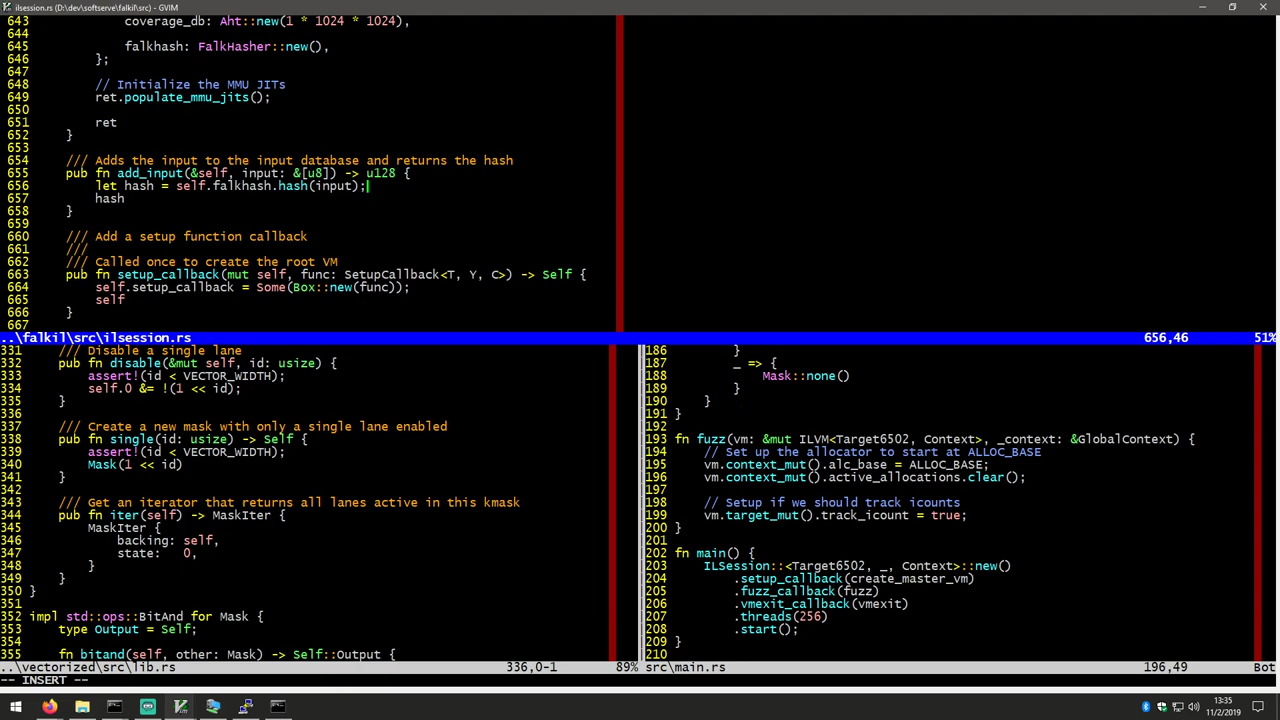 ilsession.rs (D:\dev\softserve\falkil\src) - GVIM
643             coverage_db: Aht::new(1 * 1024 * 1024),
644
645             falkhash: FalkHasher::new(),
646         };
647
648         // Initialize the MMU JITs
649         ret.populate_mmu_jits();
650
651         ret
652     }
653
654     /// Adds the input to the input database and returns the hash
655     pub fn add_input(&self, input: &[u8]) -> u128 {
656         let hash = self.falkhash.hash(input);
657         hash
658     }
659
660     /// Add a setup function callback
661     ///
662     /// Called once to create the root VM
663     pub fn setup_callback(mut self, func: SetupCallback<T, Y, C>) -> Self {
664         self.setup_callback = Some(Box::new(func));
665         self
666     }
667
..\falkil\src\ilsession.rs 656,46 51%
331     /// Disable a single lane
332     pub fn disable(&mut self, id: usize) {
333         assert!(id < VECTOR_WIDTH);
334         self.0 &= !(1 << id);
335     }
336
337     /// Create a new mask with only a single lane enabled
338     pub fn single(id: usize) -> Self {
339         assert!(id < VECTOR_WIDTH);
340         Mask(1 << id)
341     }
342
343     /// Get an iterator that returns all lanes active in this kmask
344     pub fn iter(self) -> MaskIter {
345         MaskIter {
346             backing: self,
347             state:   0,
348         }
349     }
350 }
351
352 impl std::ops::BitAnd for Mask {
353     type Output = Self;
354
355     fn bitand(self, other: Mask) -> Self::Output {
..\vectorized\src\lib.rs 336,0-1 89%
186         }
187         _ => {
188             Mask::none()
189         }
190     }
191 }
192
193 fn fuzz(vm: &mut ILVM<Target6502, Context>, _context: &GlobalContext) {
194     // Set up the allocator to start at ALLOC_BASE
195     vm.context_mut().alc_base = ALLOC_BASE;
196     vm.context_mut().active_allocations.clear();
197
198     // Setup if we should track icounts
199     vm.target_mut().track_icount = true;
200 }
201
202 fn main() {
203     ILSession::<Target6502, _, Context>::new()
204         .setup_callback(create_master_vm)
205         .fuzz_callback(fuzz)
206         .vmexit_callback(vmexit)
207         .threads(256)
208         .start();
209 }
210
src\main.rs 196,49 Bot
-- INSERT --
13:35
11/2/2019